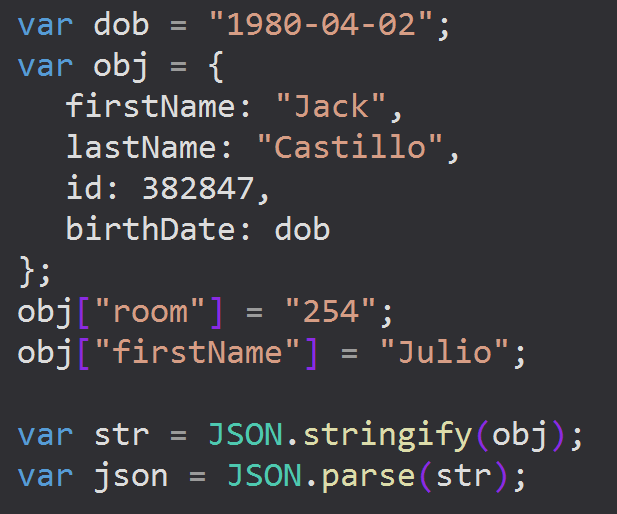 var dob = "1980-04-02";
var obj = {
firstName: "Jack",
lastName: "Castillo",
id: 382847,
birthDate: dob
};
obj["room"] = "254";
obj["firstName"] = "Julio";
var str = JSON.stringify(obj);
var json = JSON.parse(str);